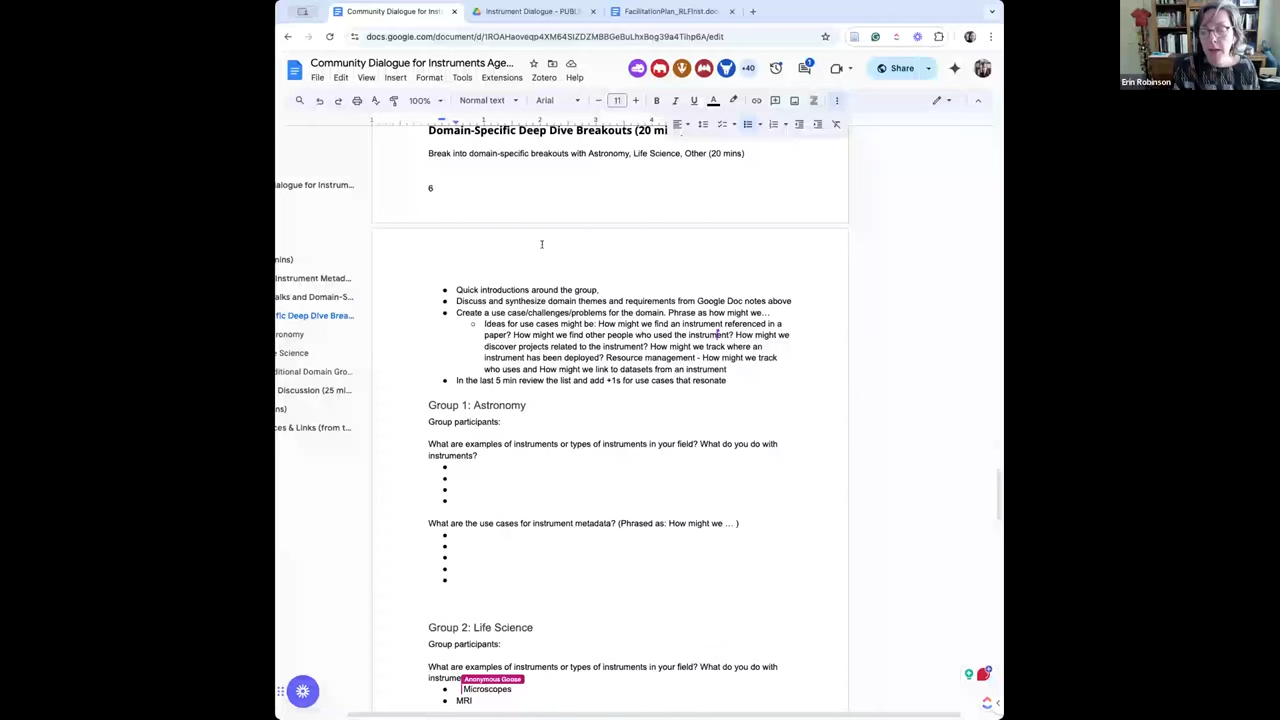 Community Dialogue for Inst
Instrument Dialogue - PUBL
FacilitationPlan_RLFInst.doc
Community Dialogue for Instruments Age...
File Edit View Insert Format Tools Extensions Zotero Help
+40
1
Share
100% Normal text Arial 11
Domain-Specific Deep Dive Breakouts (20 mi
Break into domain-specific breakouts with Astronomy, Life Science, Other (20 mins)
6
ialogue for Instrum...
ins)
Instrument Metad...
alks and Domain-S...
fic Deep Dive Brea...
tronomy
e Science
ditional Domain Gro...
Discussion (25 mi...
ns)
ces & Links (from t...
Quick introductions around the group,
Discuss and synthesize domain themes and requirements from Google Doc notes above
Create a use case/challenges/problems for the domain. Phrase as how might we…
Ideas for use cases might be: How might we find an instrument referenced in a
paper? How might we find other people who used the instrument? How might we
discover projects related to the instrument? How might we track where an
instrument has been deployed? Resource management - How might we track
who uses and How might we link to datasets from an instrument
In the last 5 min review the list and add +1s for use cases that resonate
Group 1: Astronomy
Group participants:
What are examples of instruments or types of instruments in your field? What do you do with
instruments?
What are the use cases for instrument metadata? (Phrased as: How might we … )
Group 2: Life Science
Group participants:
What are examples of instruments or types of instruments in your field? What do you do with
instrume
Anonymous Goose
Microscopes
MRI
Erin Robinson